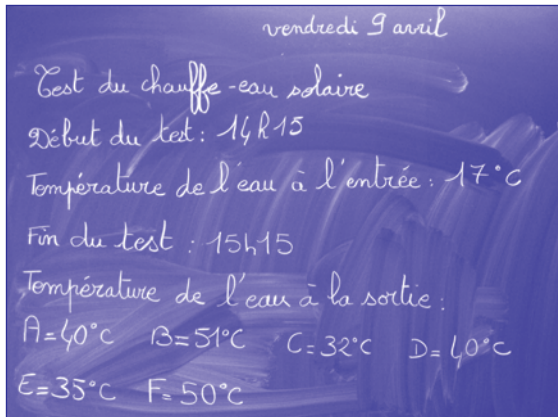 vendredi 9 avril
Test du chauffe-eau solaire
Début du test : 14h15
Température de l'eau à l'entrée : 17°C
Fin du test : 15h15
Température de l'eau à la sortie :
A=40°C B=51°C C=32°C D=40°C
E=35°C F=50°C